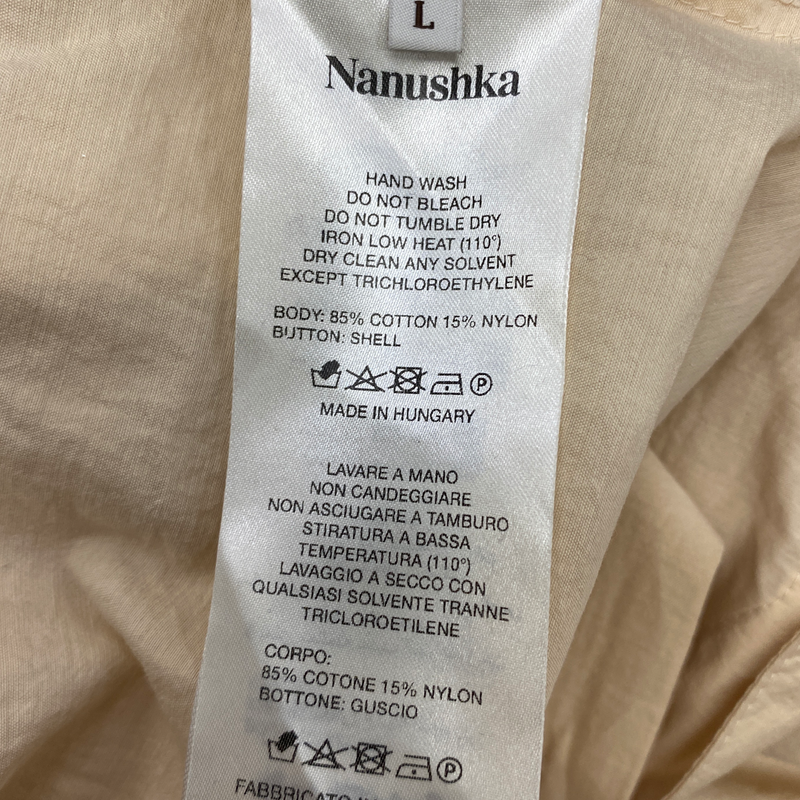 L
Nanushka
HAND WASH
DO NOT BLEACH
DO NOT TUMBLE DRY
IRON LOW HEAT (110°)
DRY CLEAN ANY SOLVENT
EXCEPT TRICHLOROETHYLENE
BODY: 85% COTTON 15% NYLON
BUTTON: SHELL
P
MADE IN HUNGARY
LAVARE A MANO
NON CANDEGGIARE
NON ASCIUGARE A TAMBURO
STIRATURA A BASSA
TEMPERATURA (110°)
LAVAGGIO A SECCO CON
QUALSIASI SOLVENTE TRANNE
TRICLOROETILENE
CORPO:
85% COTONE 15% NYLON
BOTTONE: GUSCIO
P
FABBRICATO